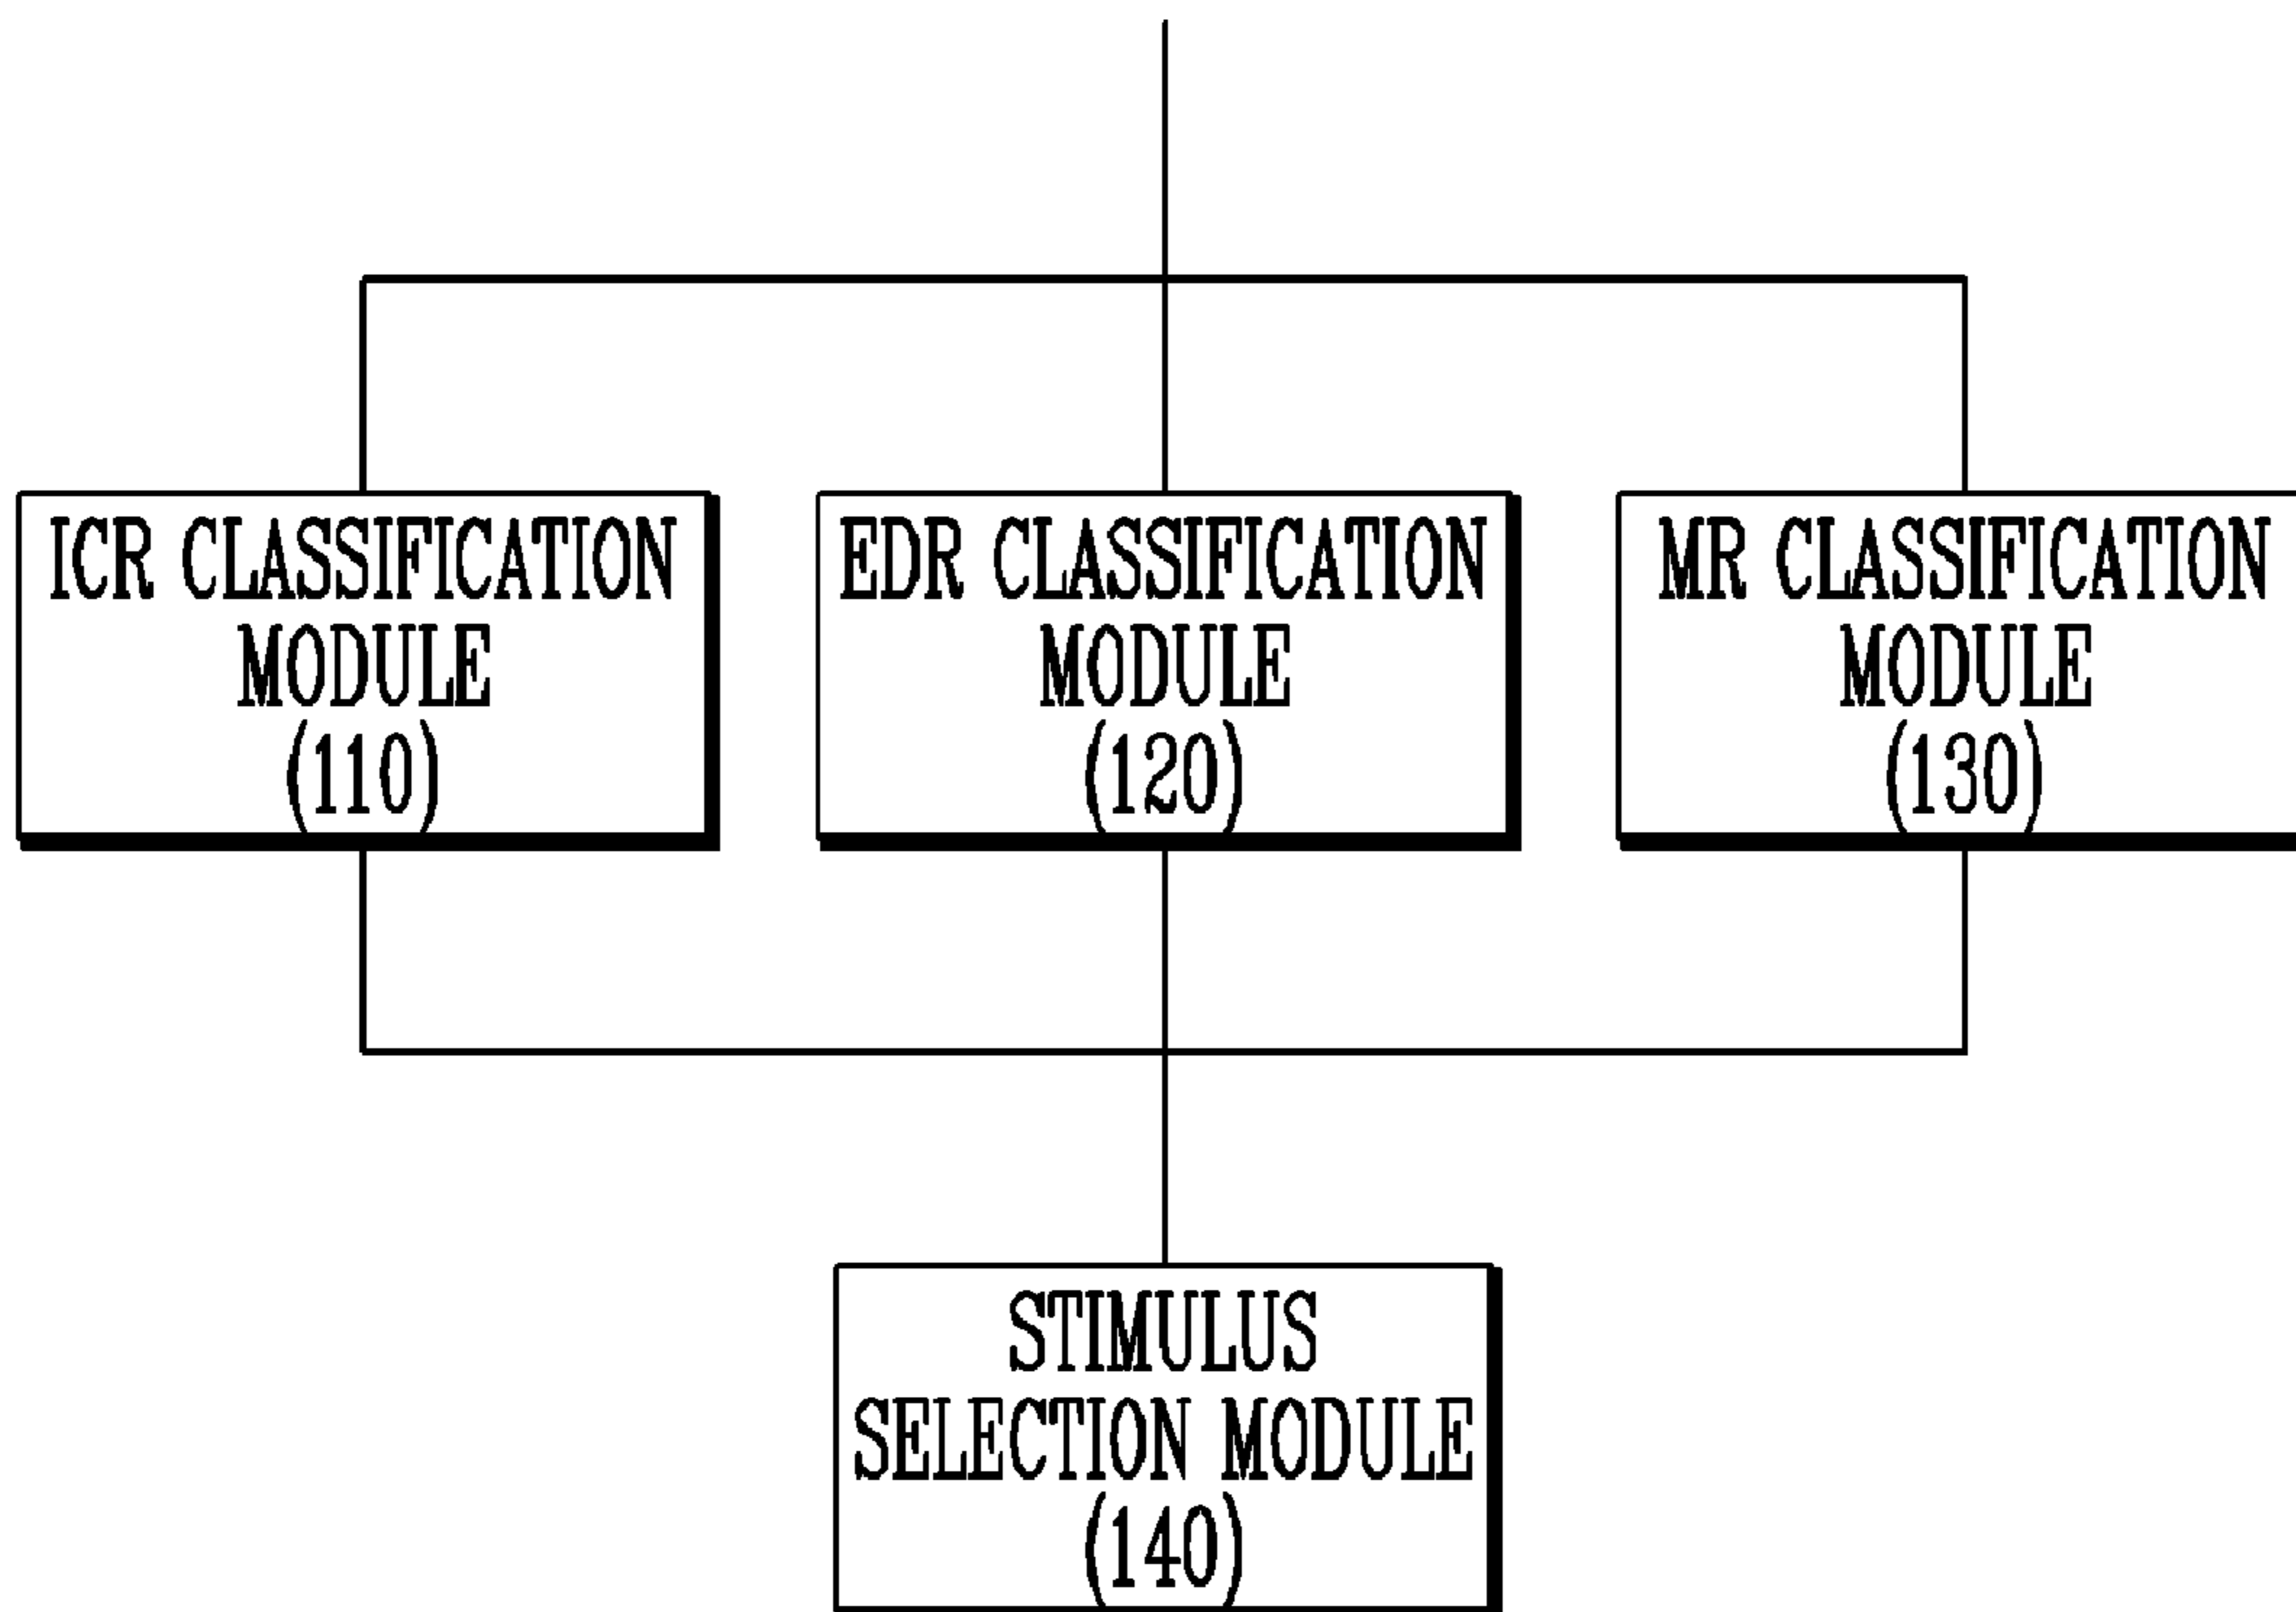 ICR CLASSIFICATION
MODULE
(110)
EDR CLASSIFICATION
MODULE
(120)
MR CLASSIFICATION
MODULE
(130)
STIMULUS
SELECTION MODULE
(140)